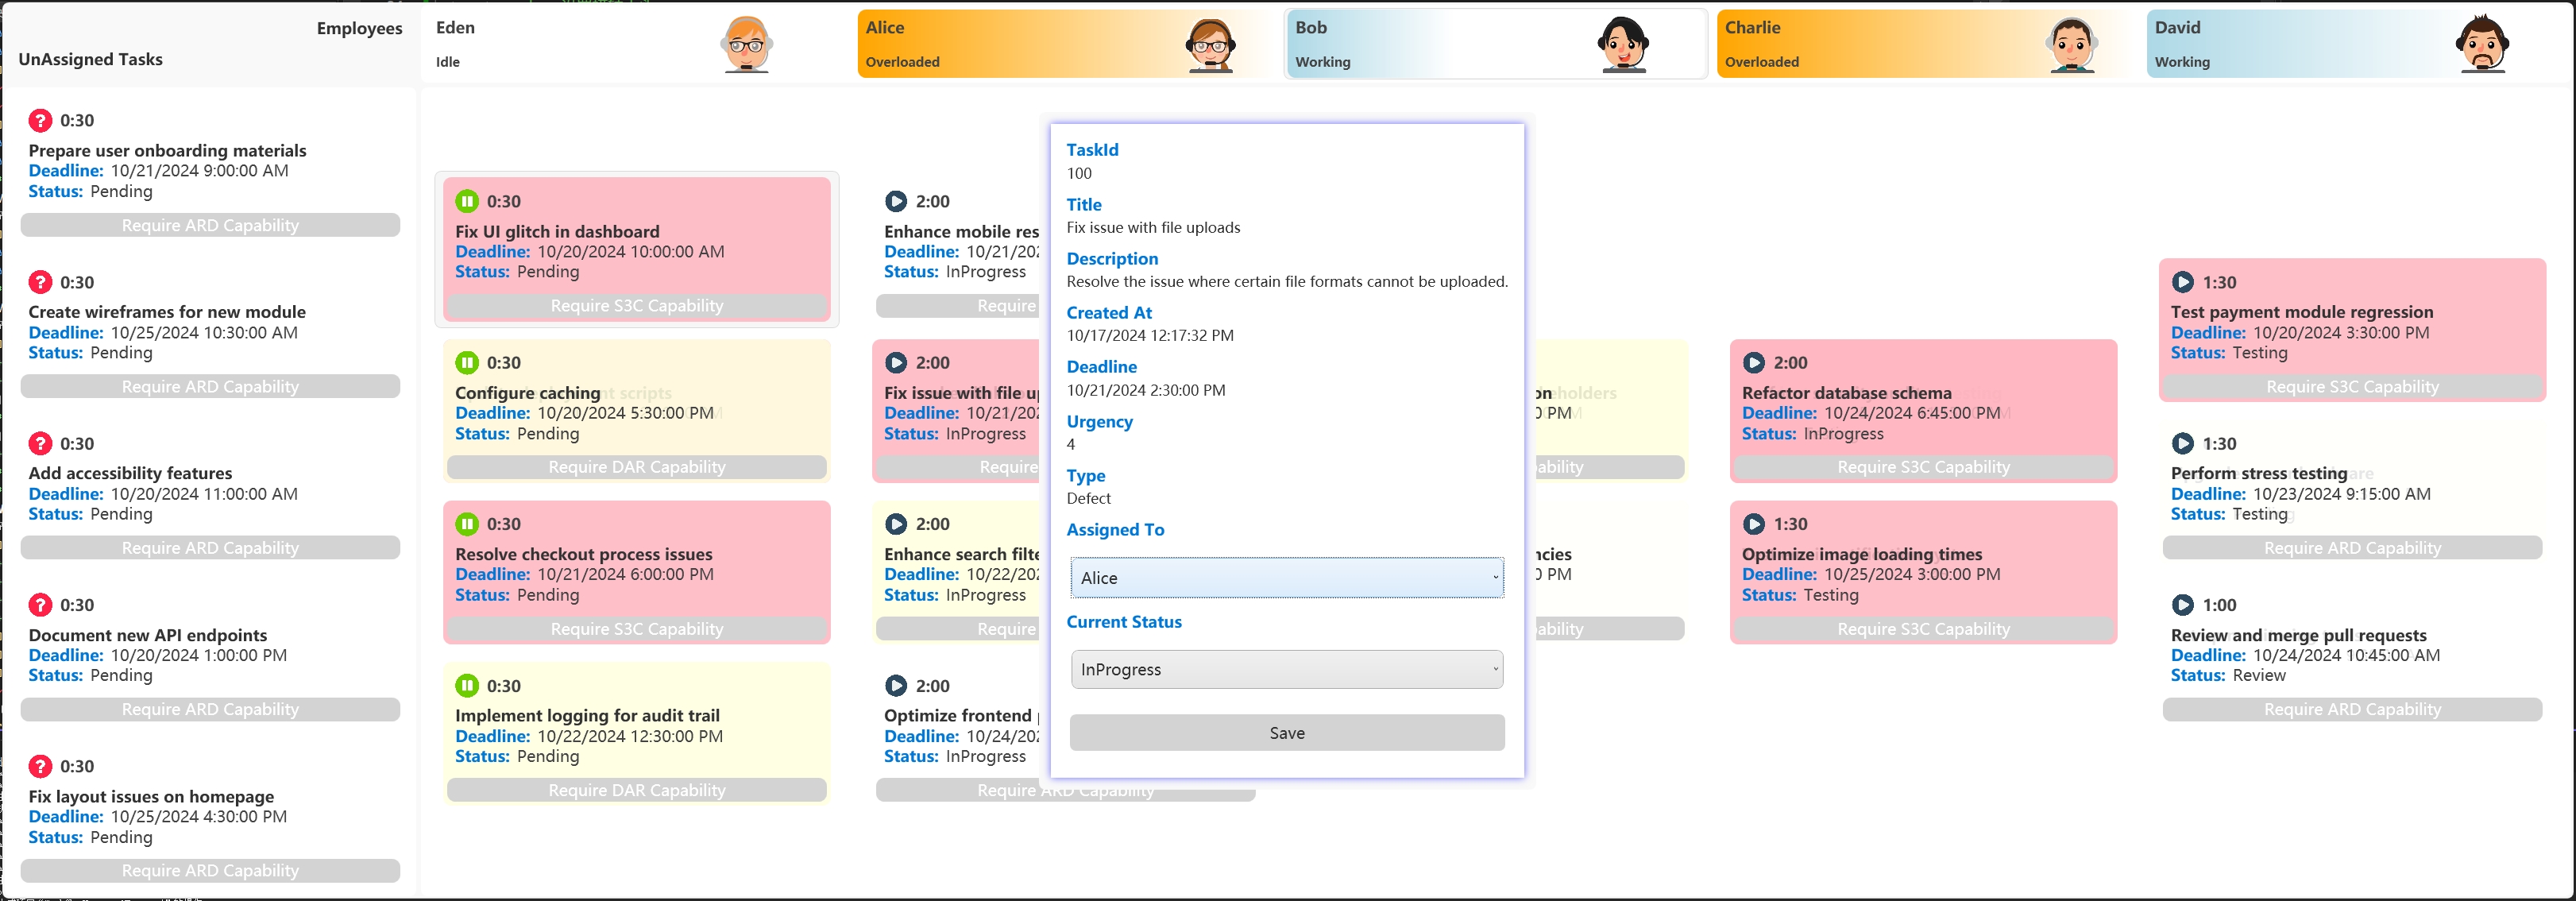 Employees
UnAssigned Tasks
Eden
Idle
Alice
Overloaded
Bob
Working
Charlie
Overloaded
David
Working
0:30
Prepare user onboarding materials
Deadline: 10/21/2024 9:00:00 AM
Status: Pending
Require ARD Capability
0:30
Create wireframes for new module
Deadline: 10/25/2024 10:30:00 AM
Status: Pending
Require ARD Capability
0:30
Add accessibility features
Deadline: 10/20/2024 11:00:00 AM
Status: Pending
Require ARD Capability
0:30
Document new API endpoints
Deadline: 10/20/2024 1:00:00 PM
Status: Pending
Require ARD Capability
0:30
Fix layout issues on homepage
Deadline: 10/25/2024 4:30:00 PM
Status: Pending
Require ARD Capability
0:30
Fix UI glitch in dashboard
Deadline: 10/20/2024 10:00:00 AM
Status: Pending
Require S3C Capability
0:30
Configure caching
Deadline: 10/20/2024 5:30:00 PM
Status: Pending
Require DAR Capability
0:30
Resolve checkout process issues
Deadline: 10/21/2024 6:00:00 PM
Status: Pending
Require S3C Capability
0:30
Implement logging for audit trail
Deadline: 10/22/2024 12:30:00 PM
Status: Pending
Require DAR Capability
2:00
Enhance mobile res
Deadline: 10/21/202
Status: InProgress
Require
2:00
Fix issue with file up
Deadline: 10/21/202
Status: InProgress
Require
2:00
Enhance search filte
Deadline: 10/22/202
Status: InProgress
Require
2:00
Optimize frontend
Deadline: 10/24/202
Status: InProgress
Require ARD Capability
TaskId
100
Title
Fix issue with file uploads
Description
Resolve the issue where certain file formats cannot be uploaded.
Created At
10/17/2024 12:17:32 PM
Deadline
10/21/2024 2:30:00 PM
Urgency
4
Type
Defect
Assigned To
Alice
Current Status
InProgress
Save
eholders
PM
ability
ncies
0 PM
ability
2:00
Refactor database schema
Deadline: 10/24/2024 6:45:00 PM
Status: InProgress
Require S3C Capability
1:30
Optimize image loading times
Deadline: 10/25/2024 3:00:00 PM
Status: Testing
Require S3C Capability
1:30
Test payment module regression
Deadline: 10/20/2024 3:30:00 PM
Status: Testing
Require S3C Capability
1:30
Perform stress testing
Deadline: 10/23/2024 9:15:00 AM
Status: Testing
Require ARD Capability
1:00
Review and merge pull requests
Deadline: 10/24/2024 10:45:00 AM
Status: Review
Require ARD Capability